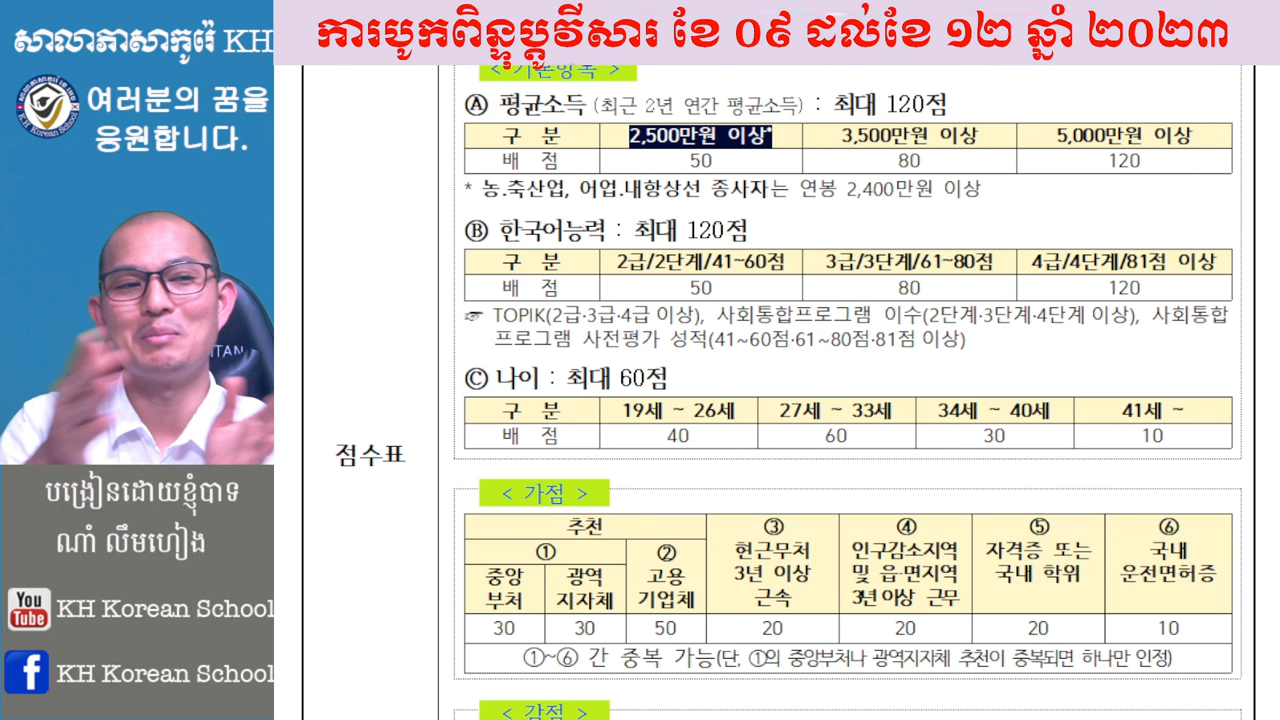 សាលាភាសាកូរ៉េ KH
여러분의 꿈을
응원합니다.
KH Korean School
TITAN
បង្រៀនដោយខ្ញុំបាទ
ណាំ លឹមហៀង
You Tube KH Korean School
f KH Korean School
ការបូកពិន្ទុប្ដូវីសារ ខែ ០៩ ដល់ខែ ១២ ឆ្នាំ ២០២៣
< 기본항목 >
Ⓐ 평균소득 (최근 2년 연간 평균소득) : 최대 120점
구 분 2,500만원 이상* 3,500만원 이상 5,000만원 이상
배 점 50 80 120
* 농.축산업, 어업.내항상선 종사자는 연봉 2,400만원 이상
Ⓑ 한국어능력 : 최대 120점
구 분 2급/2단계/41~60점 3급/3단계/61~80점 4급/4단계/81점 이상
배 점 50 80 120
☞ TOPIK(2급·3급·4급 이상), 사회통합프로그램 이수(2단계·3단계·4단계 이상), 사회통합
프로그램 사전평가 성적(41~60점·61~80점·81점 이상)
Ⓒ 나이 : 최대 60점
구 분 19세 ~ 26세 27세 ~ 33세 34세 ~ 40세 41세 ~
배 점 40 60 30 10
점수표
< 가점 >
추천
①
중앙
부처
광역
지자체
②
고용
기업체
③
현근무처
3년 이상
근속
④
인구감소지역
및 읍·면지역
3년 이상 근무
⑤
자격증 또는
국내 학위
⑥
국내
운전면허증
30 30 50 20 20 20 10
①~⑥ 간 중복 가능(단, ①의 중앙부처나 광역지자체 추천이 중복되면 하나만 인정)
< 감점 >